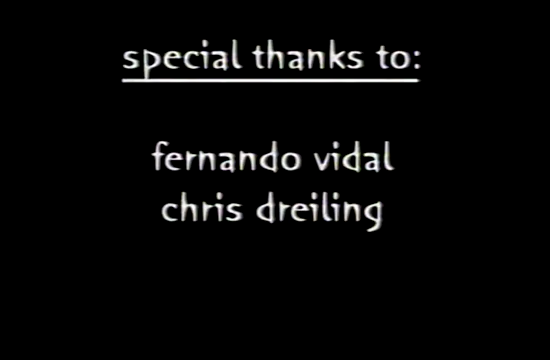 special thanks to:
fernando vidal
chris dreiling